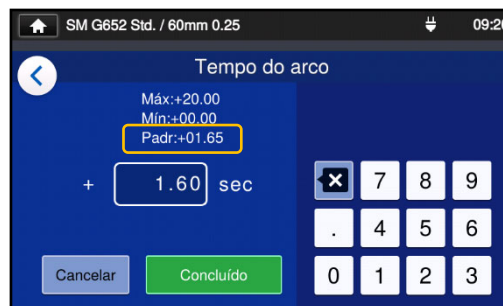 SM G652 Std. / 60mm 0.25
09:20
Tempo do arco
Máx:+20.00
Mín:+00.00
Padr:+01.65
+ 1.60 sec
7 8 9
. 4 5 6
0 1 2 3
Cancelar Concluído